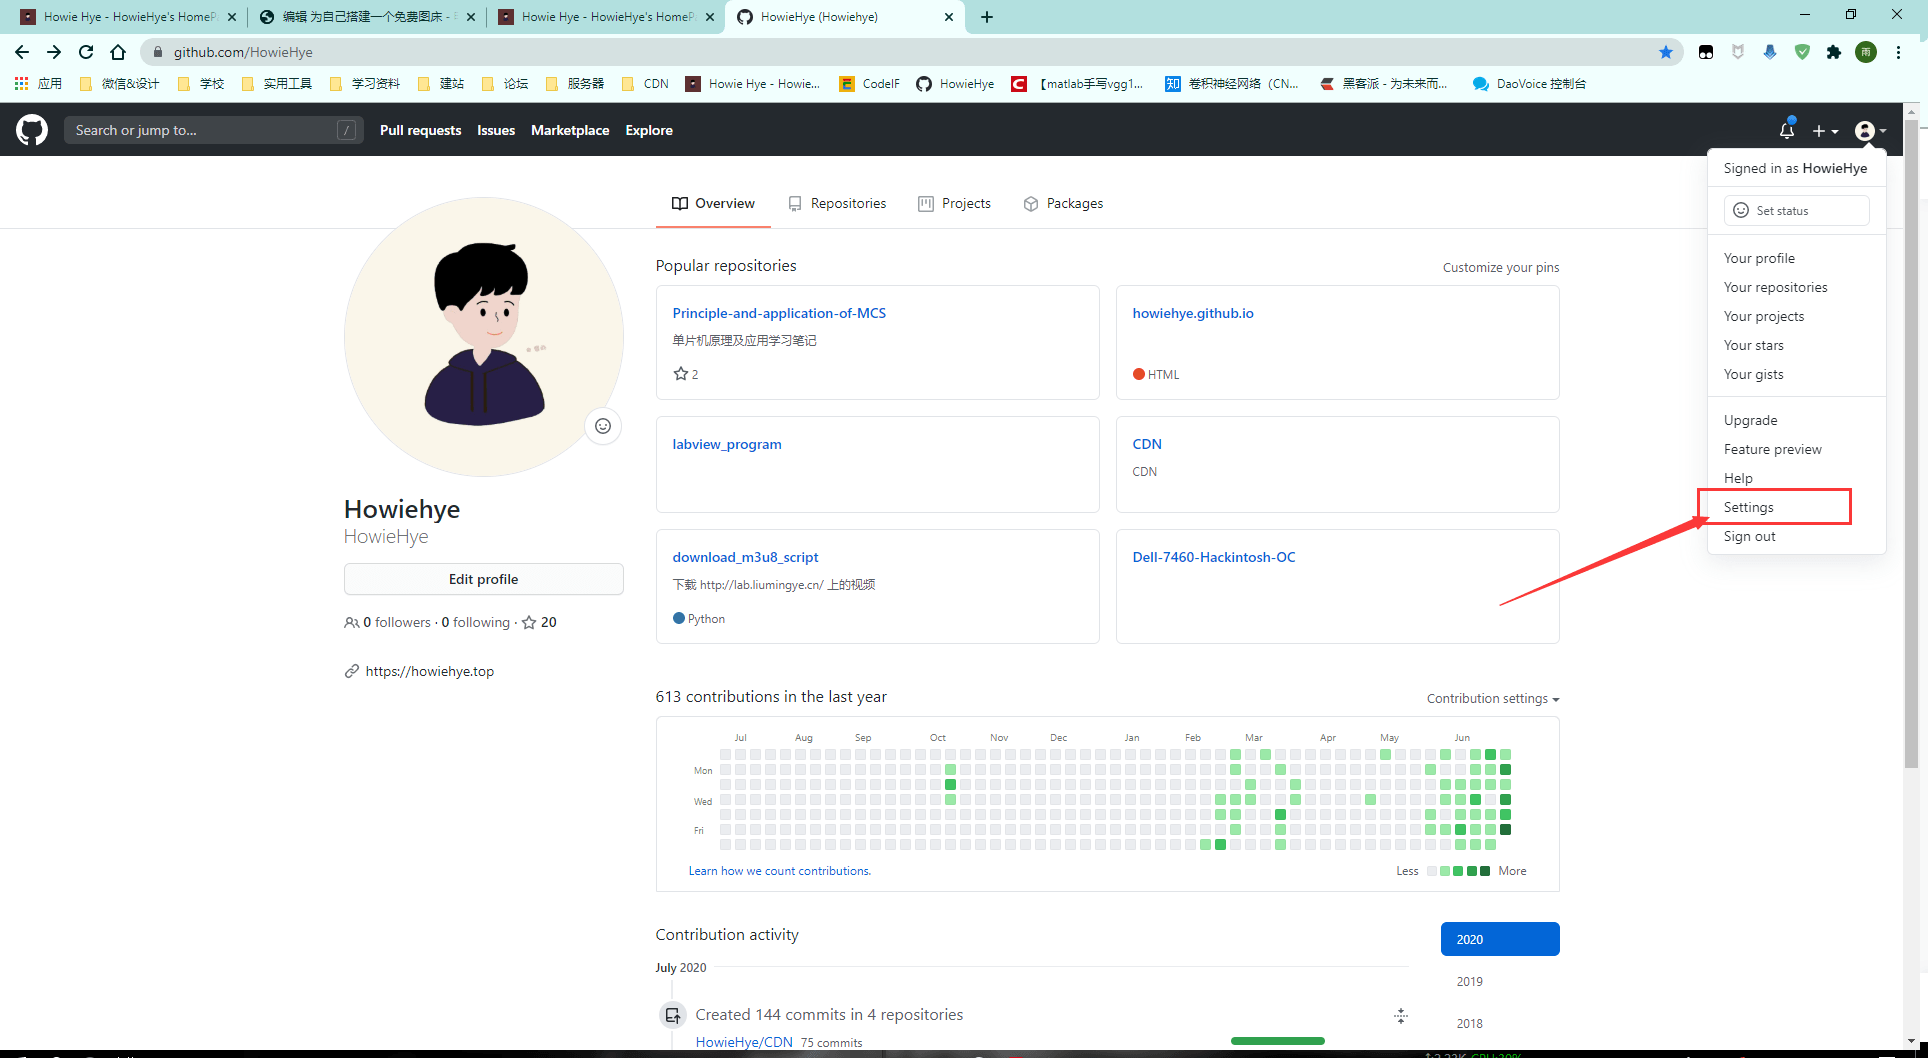 Howie Hye - HowieHye's HomeP
编辑 为自己搭建一个免费图床 -
Howie Hye - HowieHye's HomeP
HowieHye (Howiehye)
github.com/HowieHye
雨
应用
微信&设计
学校
实用工具
学习资料
建站
论坛
服务器
CDN
Howie Hye - Howie...
CodeIF
HowieHye
【matlab手写vgg1...
知
卷积神经网络（CN...
黑客派 - 为未来而...
DaoVoice 控制台
Search or jump to...
/
Pull requests
Issues
Marketplace
Explore
Signed in as HowieHye
Set status
Your profile
Your repositories
Your projects
Your stars
Your gists
Upgrade
Feature preview
Help
Settings
Sign out
Overview
Repositories
Projects
Packages
Howiehye
HowieHye
Edit profile
0 followers · 0 following · 20
https://howiehye.top
Popular repositories
Customize your pins
Principle-and-application-of-MCS
单片机原理及应用学习笔记
2
howiehye.github.io
HTML
labview_program
CDN
CDN
download_m3u8_script
下载 http://lab.liumingye.cn/ 上的视频
Python
Dell-7460-Hackintosh-OC
613 contributions in the last year
Contribution settings
Jul Aug Sep Oct Nov Dec Jan Feb Mar Apr May Jun
Mon
Wed
Fri
Learn how we count contributions.
Less
More
Contribution activity
2020
2019
2018
July 2020
Created 144 commits in 4 repositories
HowieHye/CDN 75 commits